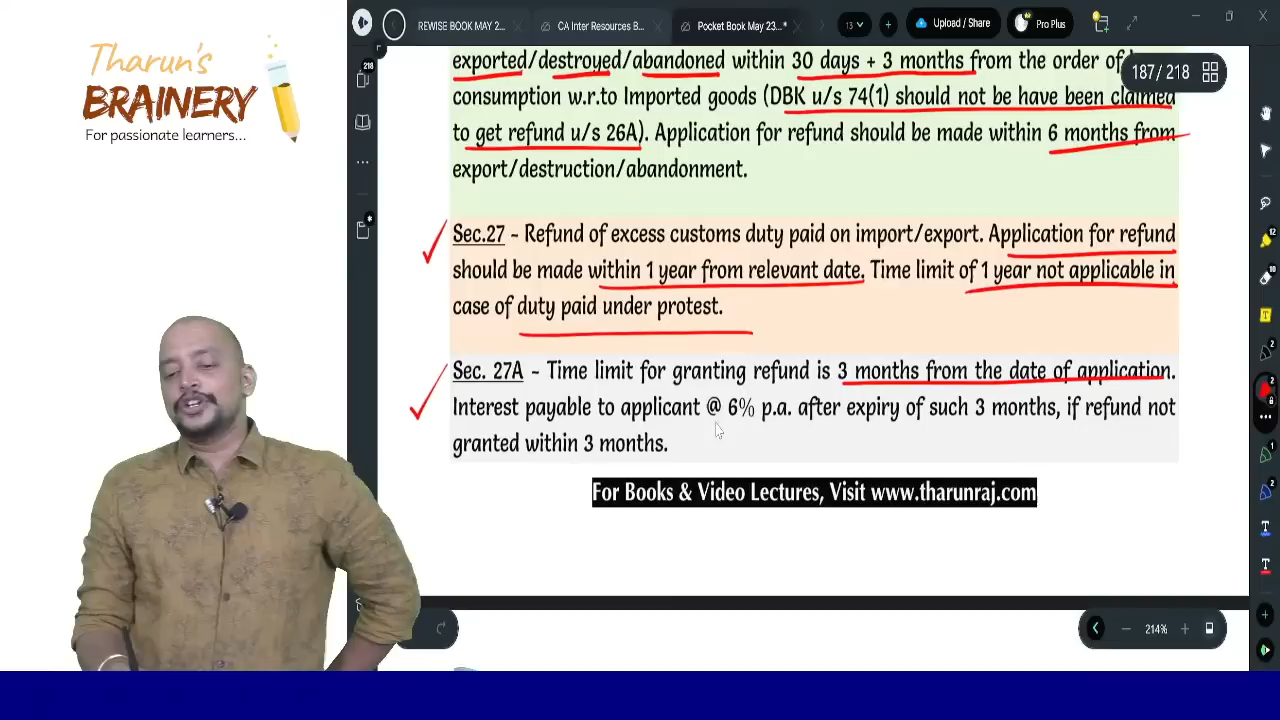 Tharun's
BRAINERY
For passionate learners...
REWISE BOOK MAY 2...
CA Inter Resources B...
Pocket Book May 23...*
13
Upload / Share
Pro Plus
187 / 218
218
exported/destroyed/abandoned within 30 days + 3 months from the order of
consumption w.r.to Imported goods (DBK u/s 74(1) should not be have been claimed
to get refund u/s 26A). Application for refund should be made within 6 months from
export/destruction/abandonment.
Sec.27 - Refund of excess customs duty paid on import/export. Application for refund
should be made within 1 year from relevant date. Time limit of 1 year not applicable in
case of duty paid under protest.
Sec. 27A - Time limit for granting refund is 3 months from the date of application.
Interest payable to applicant @ 6% p.a. after expiry of such 3 months, if refund not
granted within 3 months.
For Books & Video Lectures, Visit www.tharunraj.com
214%